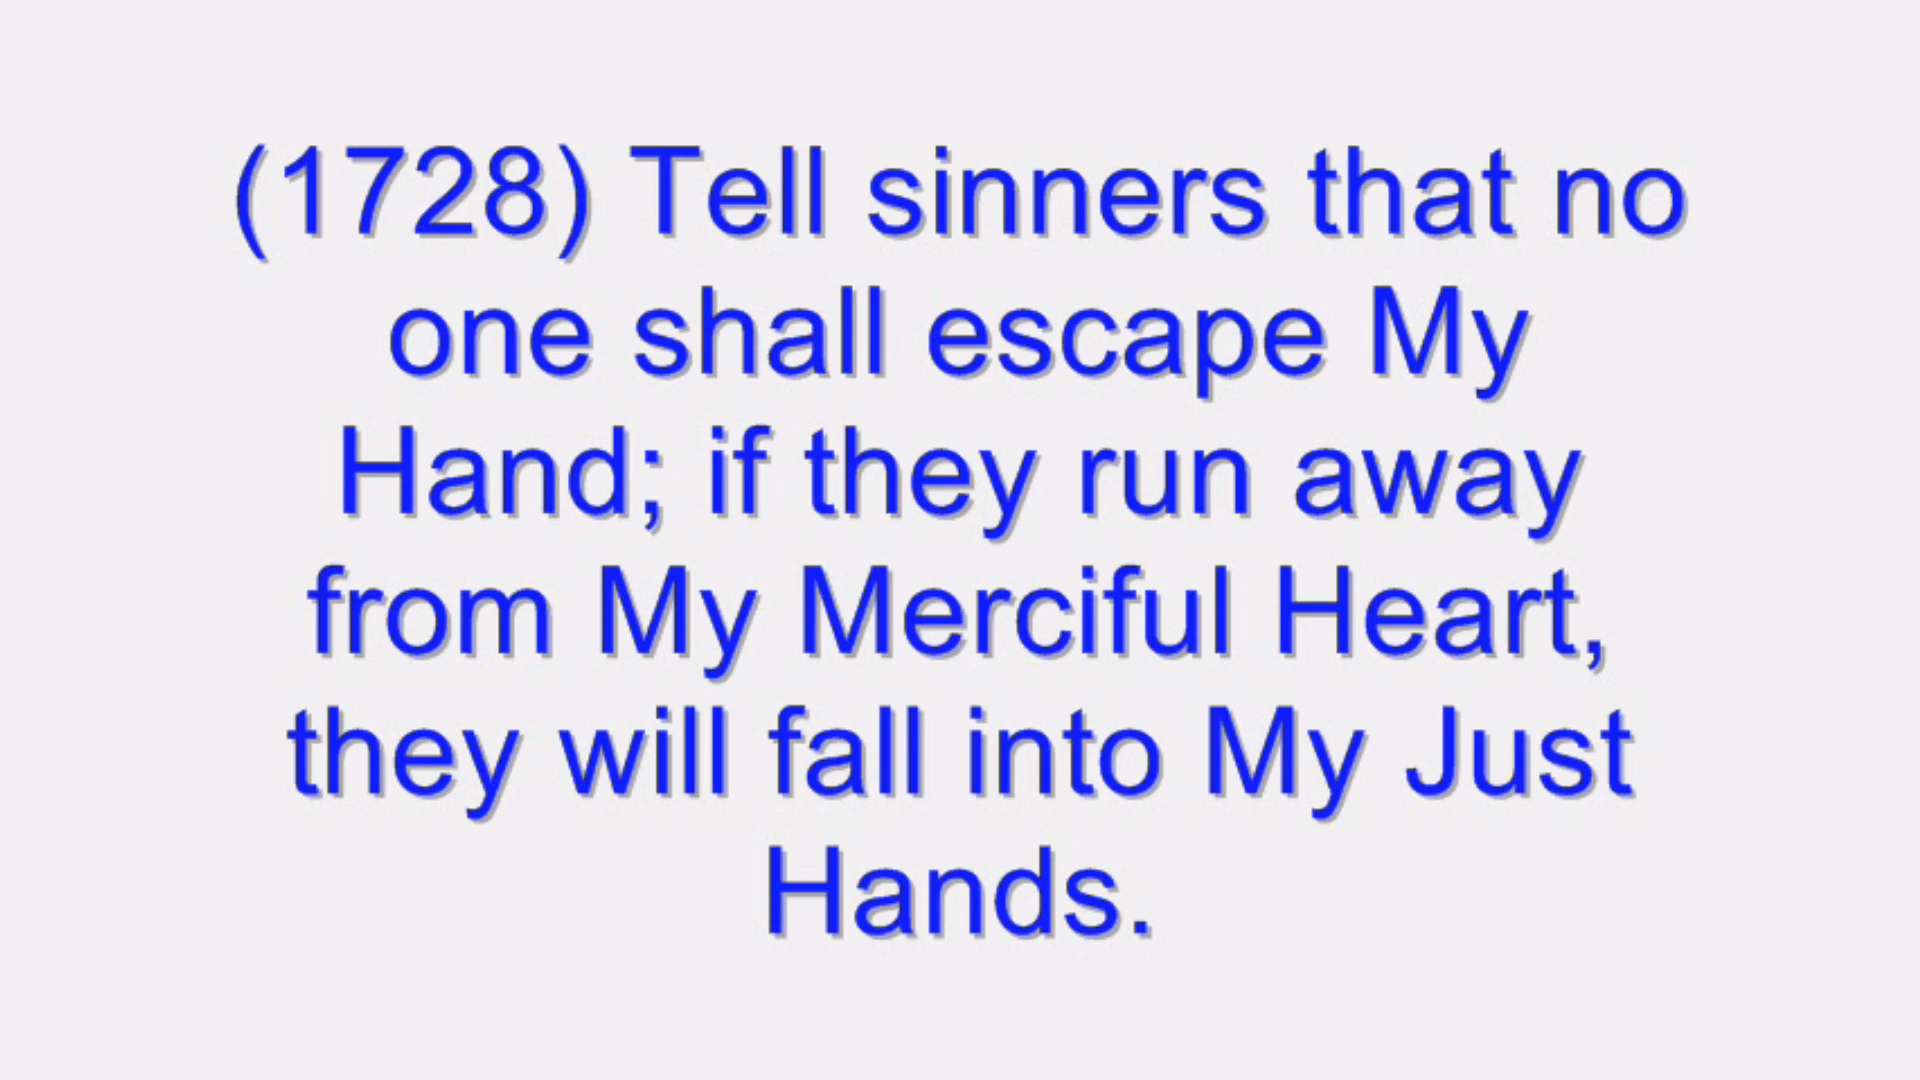 (1728) Tell sinners that no
one shall escape My
Hand; if they run away
from My Merciful Heart,
they will fall into My Just
Hands.